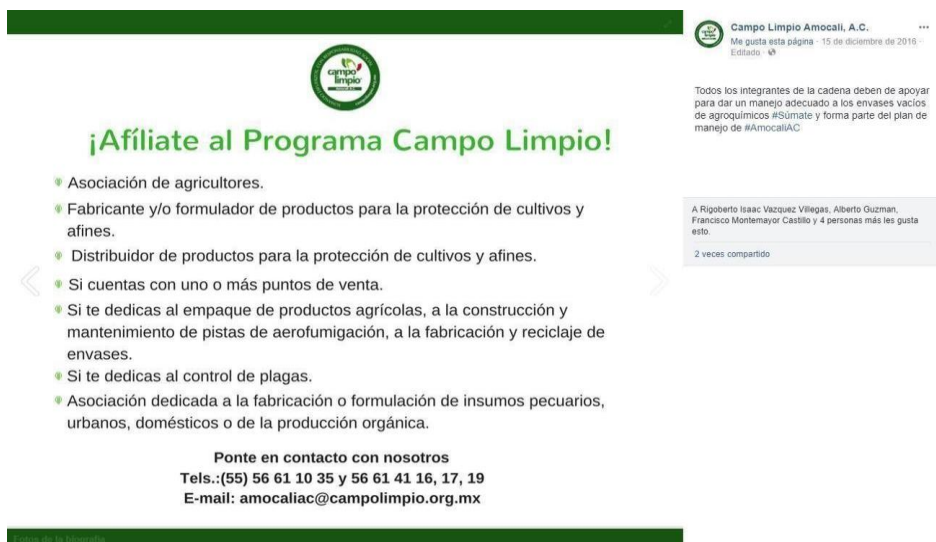 campo
limpio
¡Afíliate al Programa Campo Limpio!
Asociación de agricultores.
Fabricante y/o formulador de productos para la protección de cultivos y
afines.
Distribuidor de productos para la protección de cultivos y afines.
Si cuentas con uno o más puntos de venta.
Si te dedicas al empaque de productos agrícolas, a la construcción y
mantenimiento de pistas de aerofumigación, a la fabricación y reciclaje de
envases.
Si te dedicas al control de plagas.
Asociación dedicada a la fabricación o formulación de insumos pecuarios,
urbanos, domésticos o de la producción orgánica.
Ponte en contacto con nosotros
Tels.:(55) 56 61 10 35 y 56 61 41 16, 17, 19
E-mail: amocaliac@campolimpio.org.mx
Fotos de la biografía
Campo Limpio Amocali, A.C.
Me gusta esta página · 15 de diciembre de 2016 ·
Editado ·
Todos los integrantes de la cadena deben de apoyar
para dar un manejo adecuado a los envases vacíos
de agroquímicos #Súmate y forma parte del plan de
manejo de #AmocaliAC
A Rigoberto Isaac Vazquez Villegas, Alberto Guzman,
Francisco Montemayor Castillo y 4 personas más les gusta
esto.
2 veces compartido